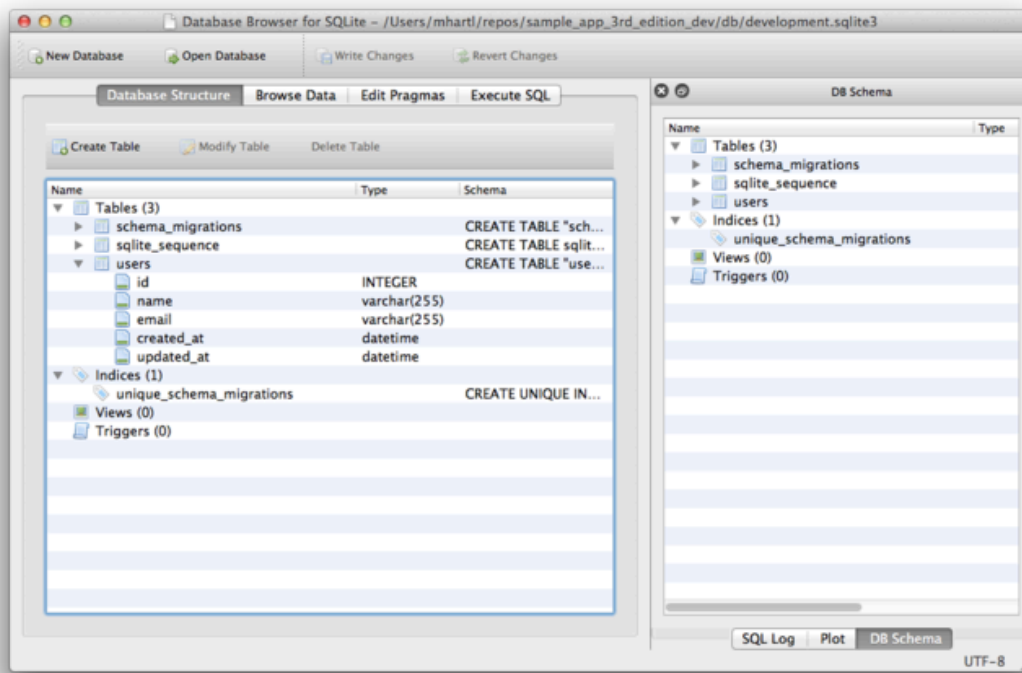 Database Browser for SQLite – /Users/mhartl/repos/sample_app_3rd_edition_dev/db/development.sqlite3
New Database Open Database Write Changes Revert Changes
Database Structure Browse Data Edit Pragmas Execute SQL
Create Table Modify Table Delete Table
Name Type Schema
Tables (3)
schema_migrations CREATE TABLE "sch...
sqlite_sequence CREATE TABLE sqlit...
users CREATE TABLE "use...
id INTEGER
name varchar(255)
email varchar(255)
created_at datetime
updated_at datetime
Indices (1)
unique_schema_migrations CREATE UNIQUE IN...
Views (0)
Triggers (0)
DB Schema
Name Type
Tables (3)
schema_migrations
sqlite_sequence
users
Indices (1)
unique_schema_migrations
Views (0)
Triggers (0)
SQL Log Plot DB Schema
UTF-8